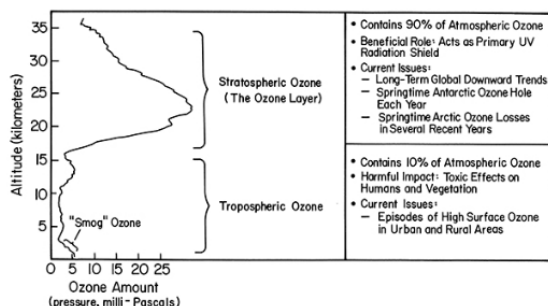 35
30
25
20
15
10
5
Altitude (kilometers)
Stratospheric Ozone
(The Ozone Layer)
Tropospheric Ozone
"Smog" Ozone
0 5 10 15 20 25
Ozone Amount
(pressure, milli-Pascals)
• Contains 90% of Atmospheric Ozone
• Beneficial Role: Acts as Primary UV
Radiation Shield
• Current Issues:
— Long-Term Global Downward Trends
— Springtime Antarctic Ozone Hole
Each Year
— Springtime Arctic Ozone Losses
in Several Recent Years
• Contains 10% of Atmospheric Ozone
• Harmful Impact: Toxic Effects on
Humans and Vegetation
• Current Issues:
— Episodes of High Surface Ozone
in Urban and Rural Areas